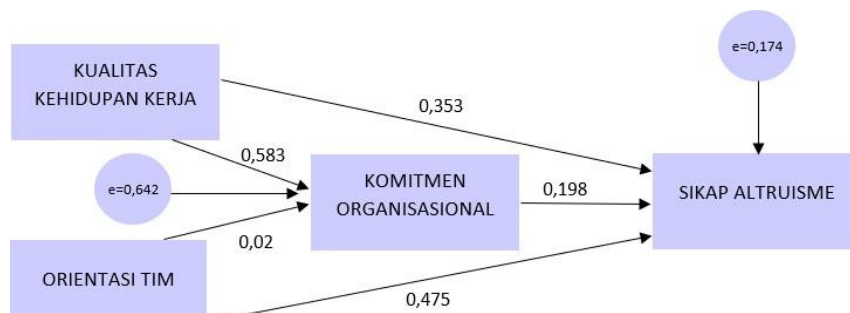 e=0,174
KUALITAS
KEHIDUPAN KERJA
0,353
0,583
e=0,642
KOMITMEN
ORGANISASIONAL
0,198
SIKAP ALTRUISME
0,02
ORIENTASI TIM
0,475